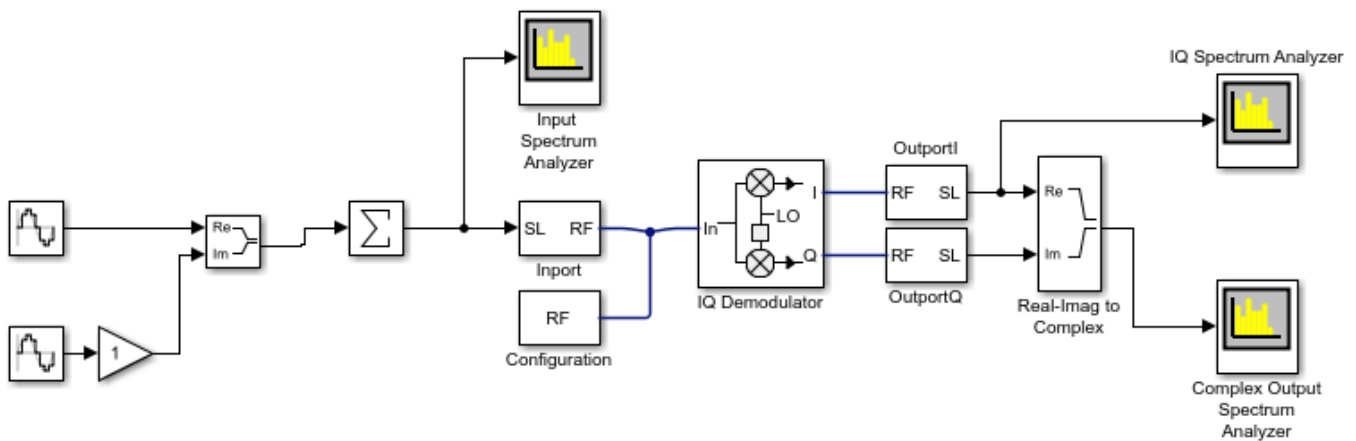 IQ Spectrum Analyzer
Input
Spectrum
Analyzer
OutportI
RF SL
Re
Im
SL RF
Inport
In
I
LO
Q
IQ Demodulator
RF SL
OutportQ
Re
Im
Real-Imag to
Complex
RF
Configuration
1
Complex Output
Spectrum
Analyzer